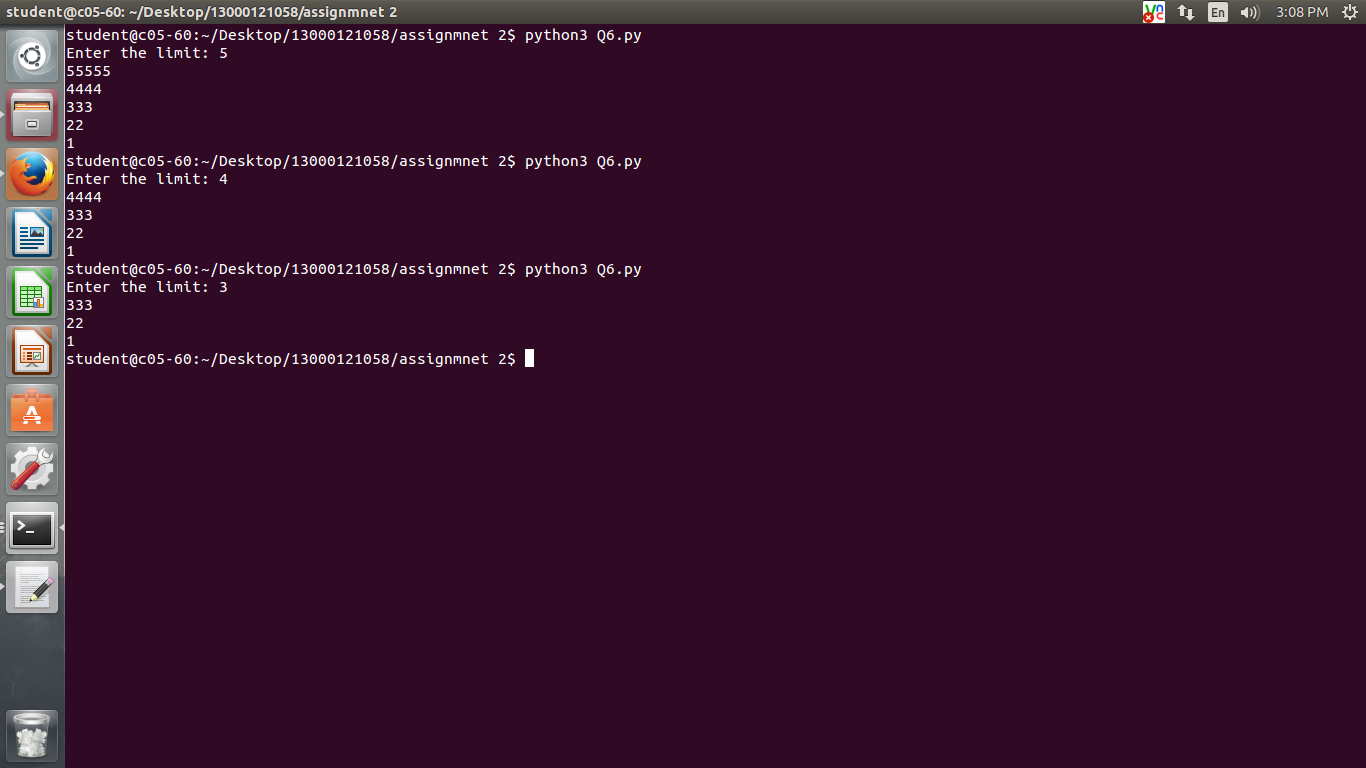 student@c05-60: ~/Desktop/13000121058/assignmnet 2
En
3:08 PM
student@c05-60:~/Desktop/13000121058/assignmnet 2$ python3 Q6.py
Enter the limit: 5
55555
4444
333
22
1
student@c05-60:~/Desktop/13000121058/assignmnet 2$ python3 Q6.py
Enter the limit: 4
4444
333
22
1
student@c05-60:~/Desktop/13000121058/assignmnet 2$ python3 Q6.py
Enter the limit: 3
333
22
1
student@c05-60:~/Desktop/13000121058/assignmnet 2$